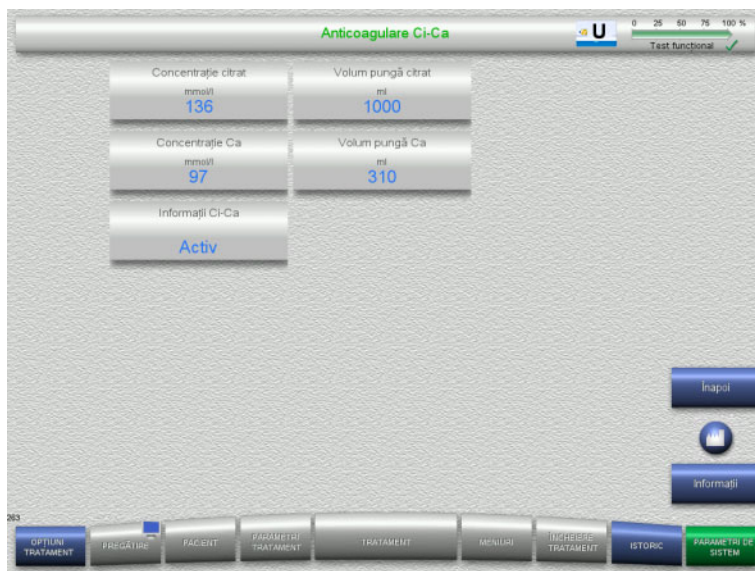 Anticoagulare Ci-Ca
U
0 25 50 75 100 %
Test functional
Concentrație citrat
mmol/l
136
Volum pungă citrat
ml
1000
Concentrație Ca
mmol/l
97
Volum pungă Ca
ml
310
Informații Ci-Ca
Activ
Înapoi
Informații
263
OPȚIUNI
TRATAMENT
PREGĂTIRE
PACIENT
PARAMETRI
TRATAMENT
TRATAMENT
MENIURI
ÎNCHEIERE
TRATAMENT
ISTORIC
PARAMETRI DE
SISTEM